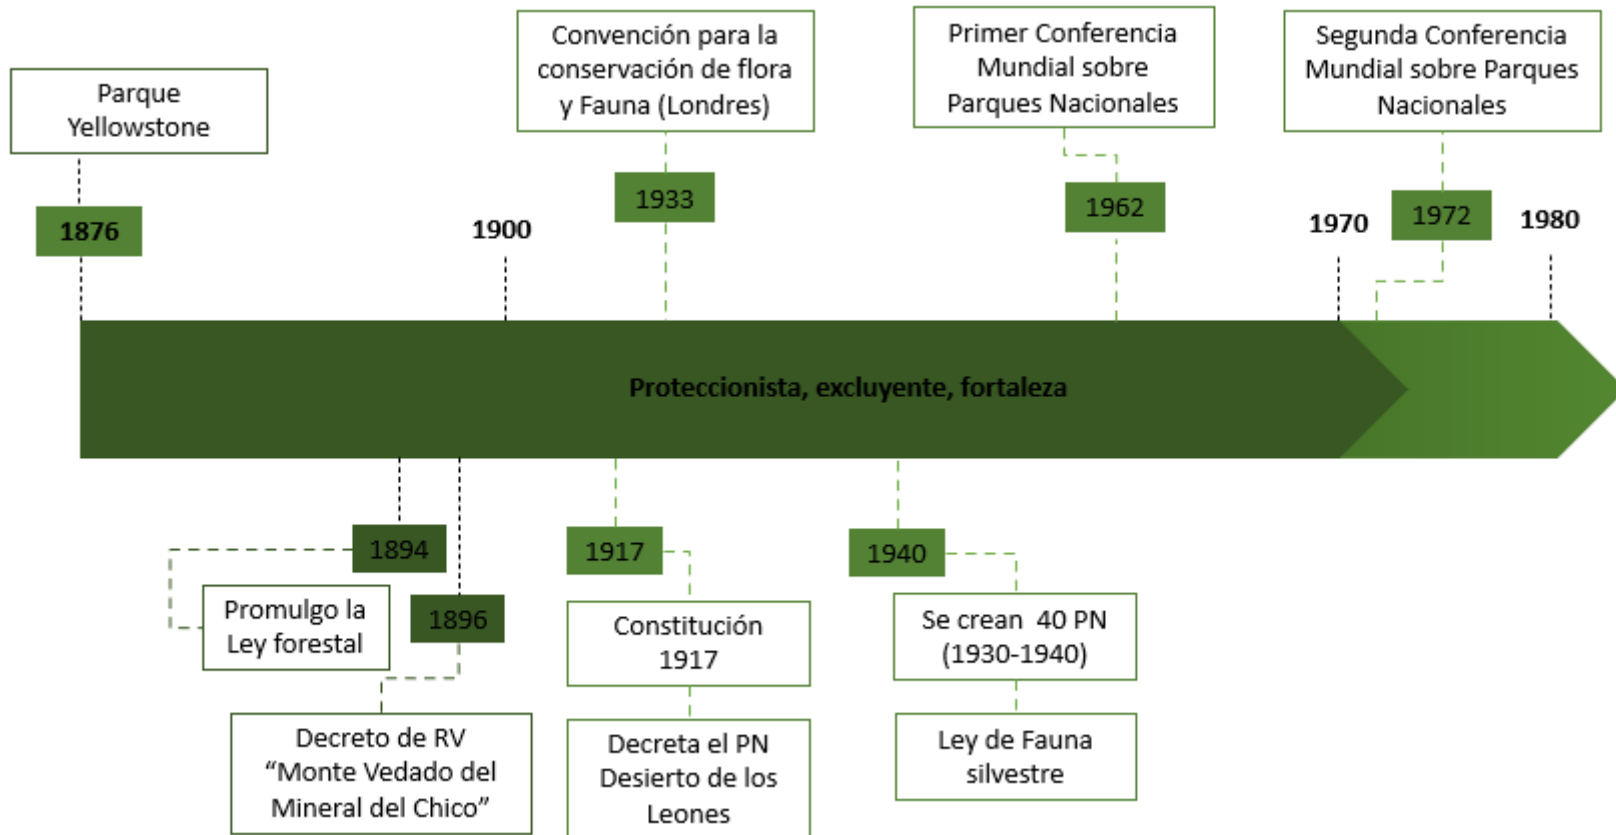 Parque
Yellowstone
1876
1900
Convención para la
conservación de flora
y Fauna (Londres)
1933
Primer Conferencia
Mundial sobre
Parques Nacionales
1962
1970
Segunda Conferencia
Mundial sobre Parques
Nacionales
1972
1980
Proteccionista, excluyente, fortaleza
1894
Promulgo la
Ley forestal
1896
Decreto de RV
“Monte Vedado del
Mineral del Chico”
1917
Constitución
1917
Decreta el PN
Desierto de los
Leones
1940
Se crean 40 PN
(1930-1940)
Ley de Fauna
silvestre